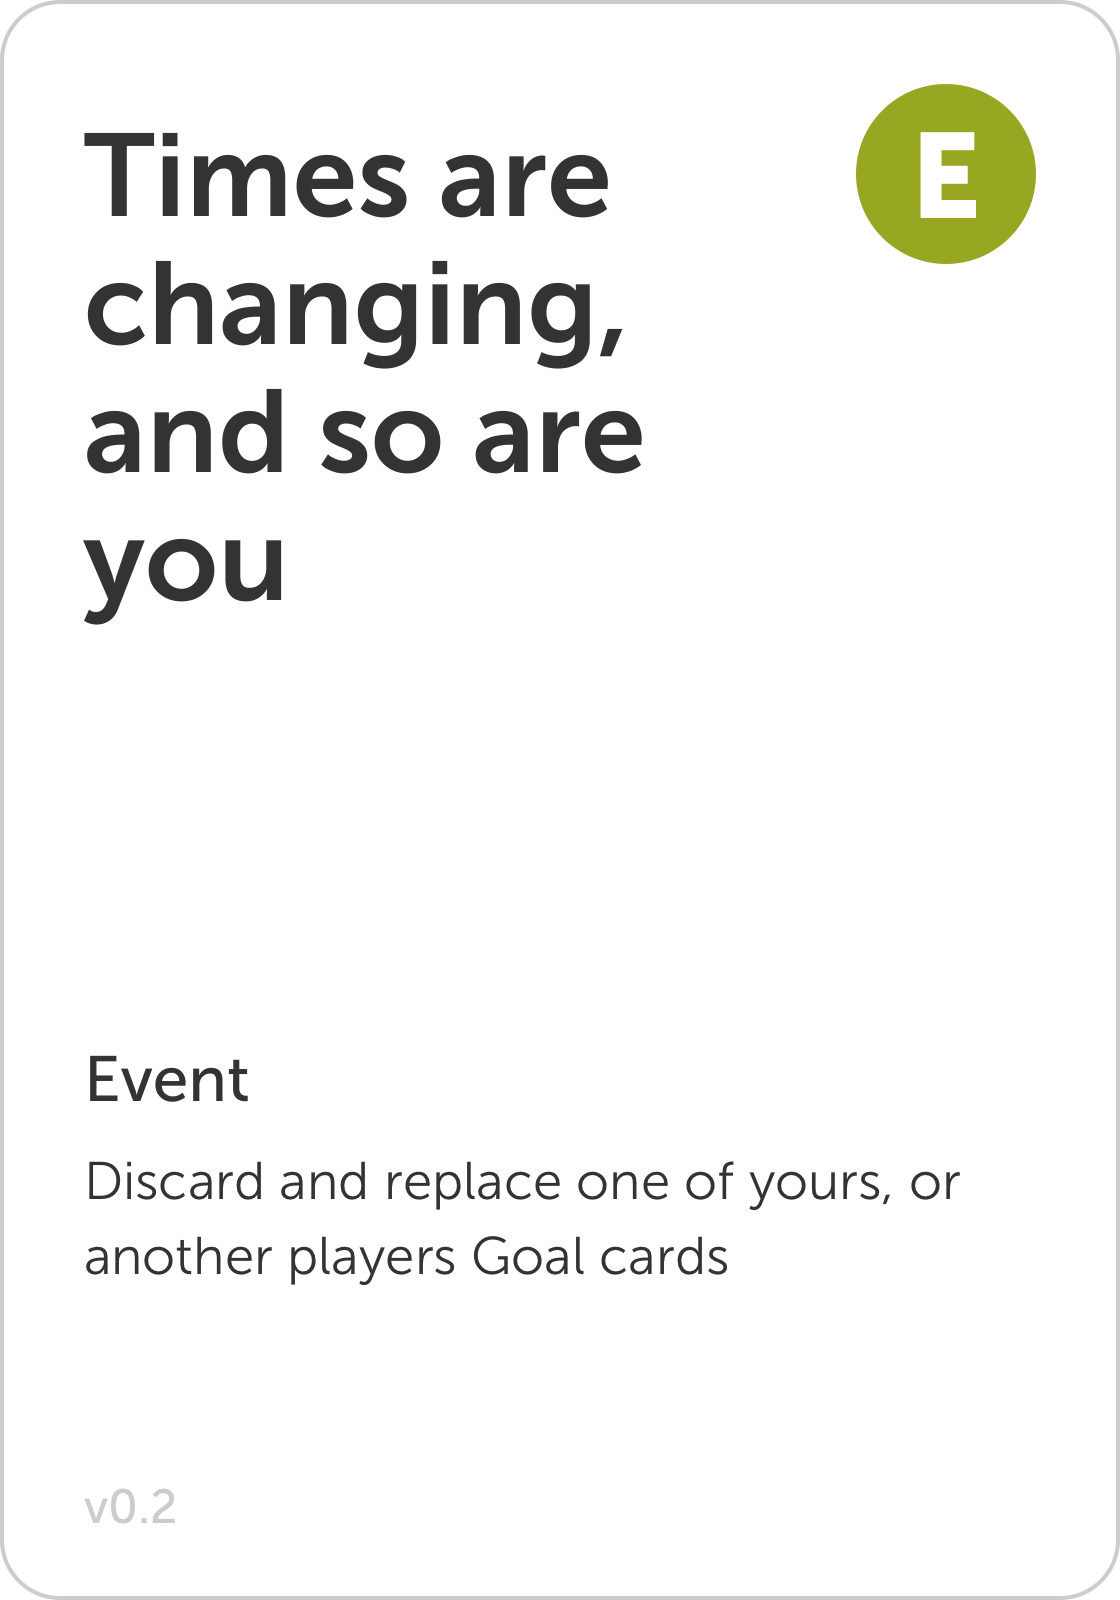 Times are
E
changing,
and so are
you
Event
Discard and replace one of yours, or
another players Goal cards
v0.2